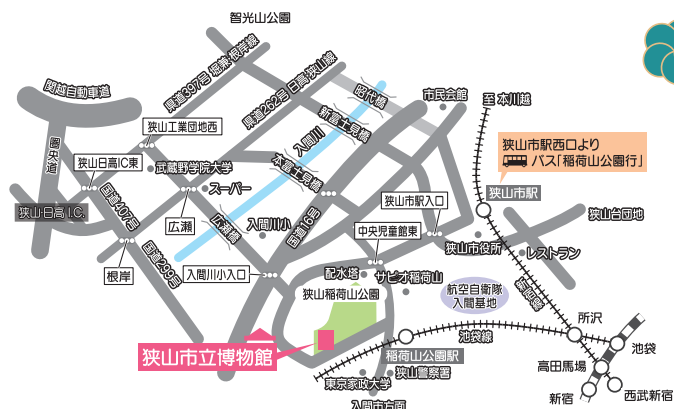 智光山公園
関越自動車道
県道397号 堀兼・根岸線
県道262号 日高・狭山線
昭代橋
新富士見橋
市民会館
至 本川越
狭山市駅西口より
バス「稲荷山公園行」
圏央道
狭山工業団地西
狭山日高IC東
武蔵野学院大学
入間川
本富士見橋
スーパー
狭山市駅
狭山・日高I.C.
国道407号
広瀬
広瀬橋
入間川小
国道16号
狭山市駅入口
狭山台団地
中央児童館東
狭山市役所
レストラン
根岸
国道299号
入間川小入口
配水塔
サピオ稲荷山
狭山稲荷山公園
航空自衛隊
入間基地
新宿線
狭山市立博物館
池袋線
稲荷山公園駅
所沢
池袋
高田馬場
東京家政大学
狭山警察署
新宿
西武新宿
入間市方面